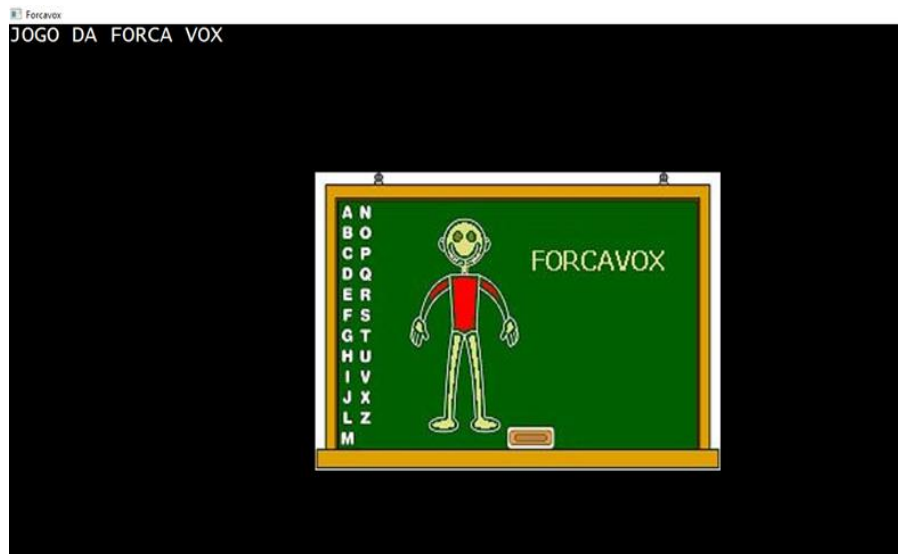 Forcavox
JOGO DA FORCA VOX
A N
B O
C P
D Q
E R
F S
G T
H U
I V
J X
L Z
M
FORCAVOX